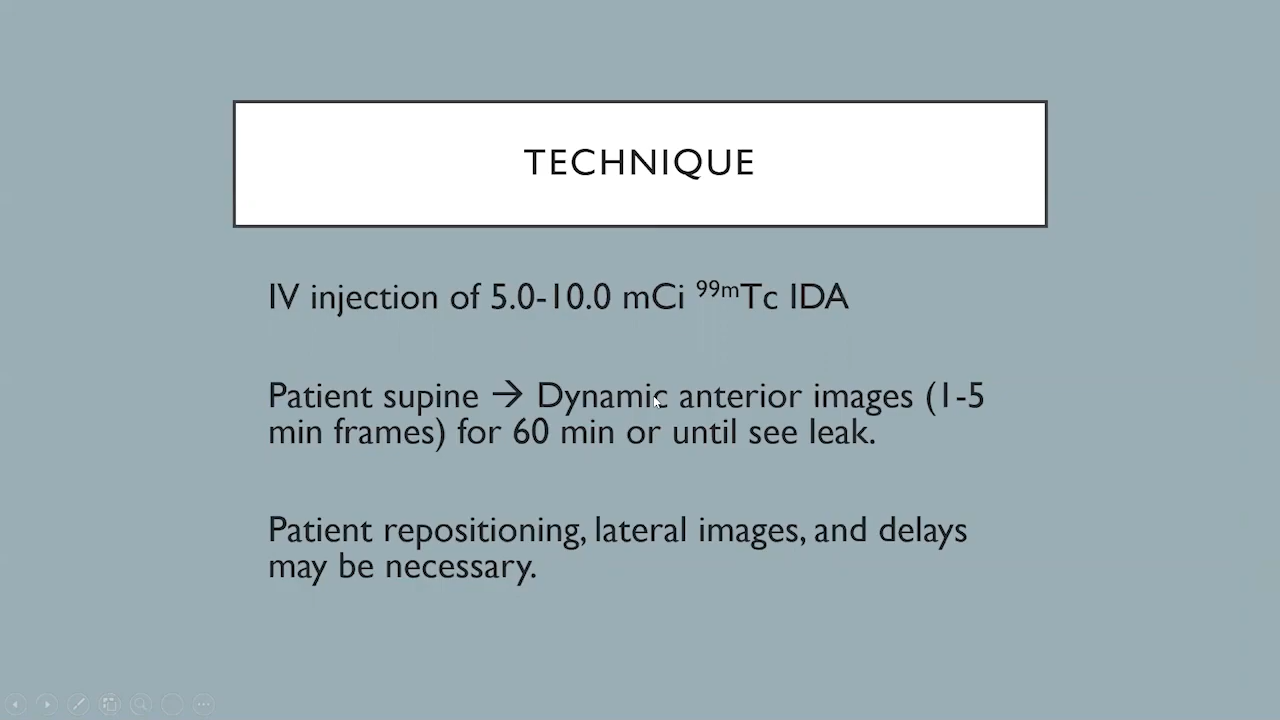 TECHNIQUE
IV injection of 5.0-10.0 mCi ⁹⁹ᵐTc IDA
Patient supine → Dynamic anterior images (1-5
min frames) for 60 min or until see leak.
Patient repositioning, lateral images, and delays
may be necessary.